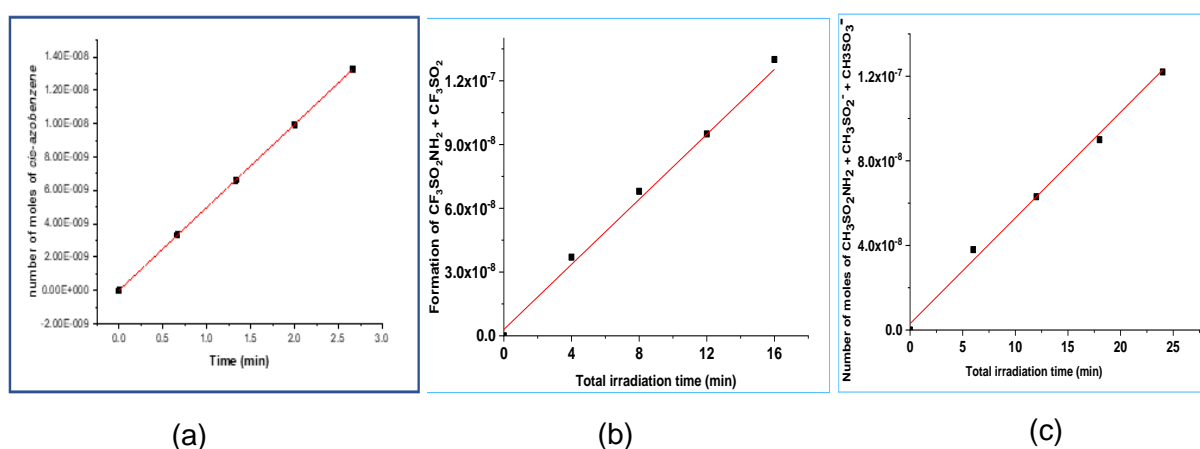 number of moles of cis-azobenzene
1.40E-008
1.20E-008
1.00E-008
8.00E-009
6.00E-009
4.00E-009
2.00E-009
0.00E+000
-2.00E-009
0.0 0.5 1.0 1.5 2.0 2.5 3.0
Time (min)
(a)
Formation of CF₃SO₂NH₂ + CF₃SO₂
1.2x10⁻⁷
9.0x10⁻⁸
6.0x10⁻⁸
3.0x10⁻⁸
0.0
0 4 8 12 16
Total irradiation time (min)
(b)
Number of moles of CH₃SO₂NH₂ + CH₃SO₂⁻ + CH3SO₃⁻
1.2x10⁻⁷
8.0x10⁻⁸
4.0x10⁻⁸
0.0
0 5 10 15 20 25
Total irradiation time (min)
(c)